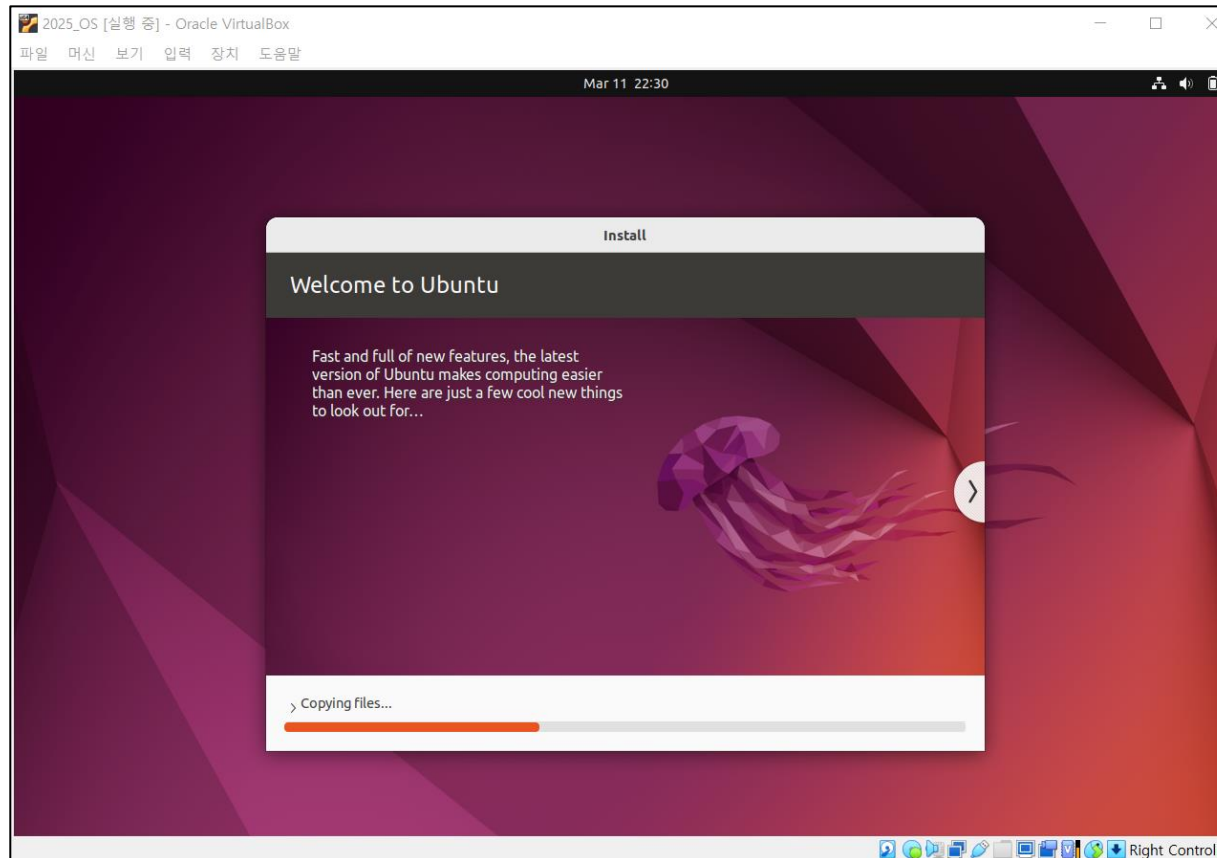 2025_OS [실행 중] - Oracle VirtualBox
파일 머신 보기 입력 장치 도움말
Mar 11 22:30
Install
Welcome to Ubuntu
Fast and full of new features, the latest
version of Ubuntu makes computing easier
than ever. Here are just a few cool new things
to look out for...
Copying files...
Right Control